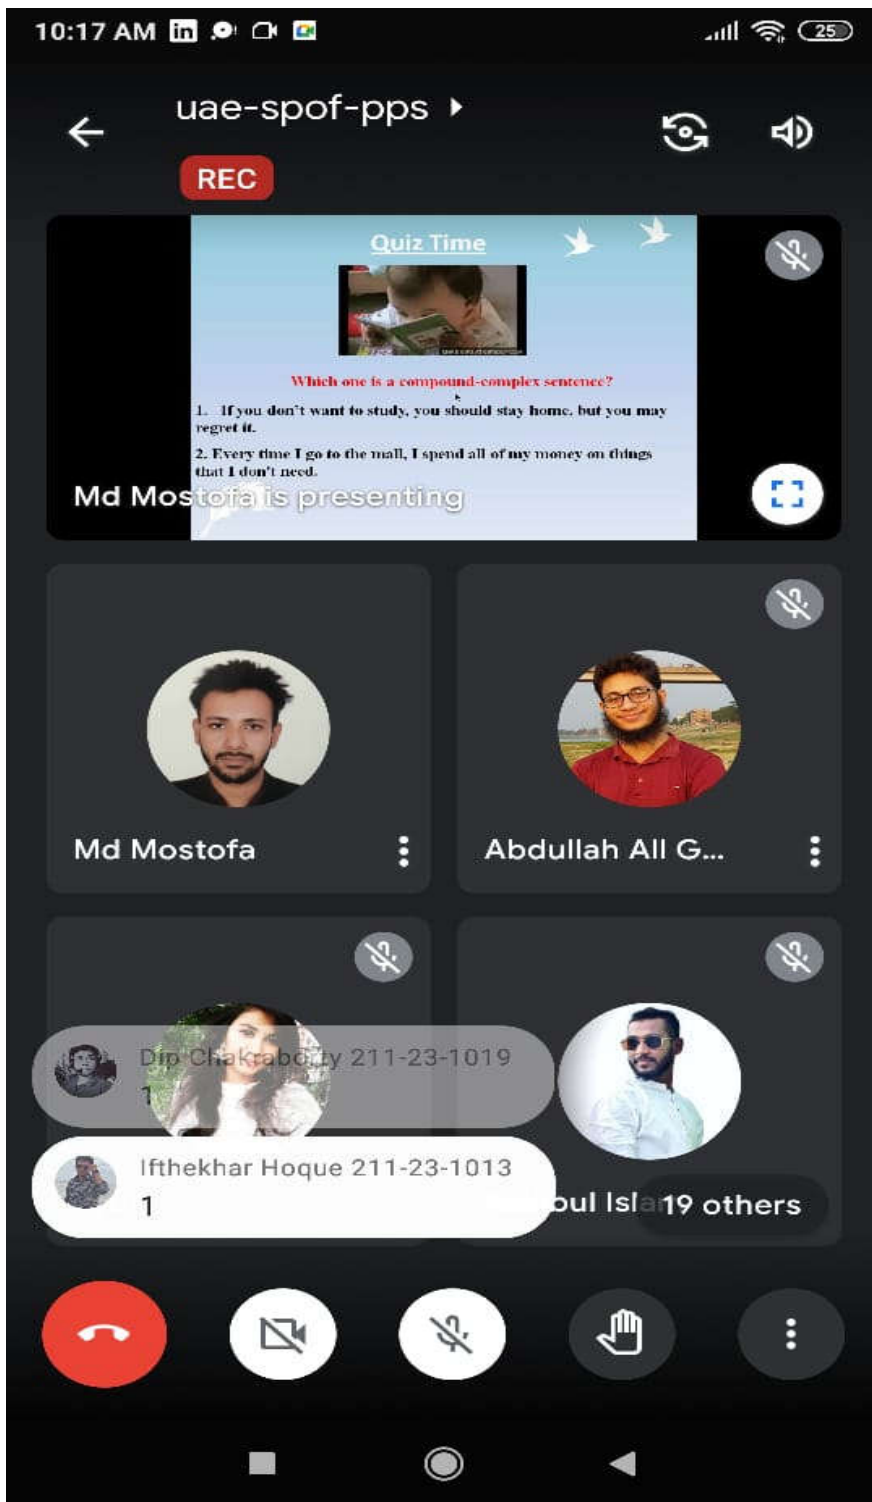 10:17 AM in 25
uae-spof-pps
REC
Quiz Time
Which one is a compound-complex sentence?
1. If you don't want to study, you should stay home, but you may
regret it.
2. Every time I go to the mall, I spend all of my money on things
that I don't need.
Md Mostofa is presenting
Md Mostofa
Abdullah All G...
Dip Chakraborty 211-23-1019
1
Ifthekhar Hoque 211-23-1013
1
19 others